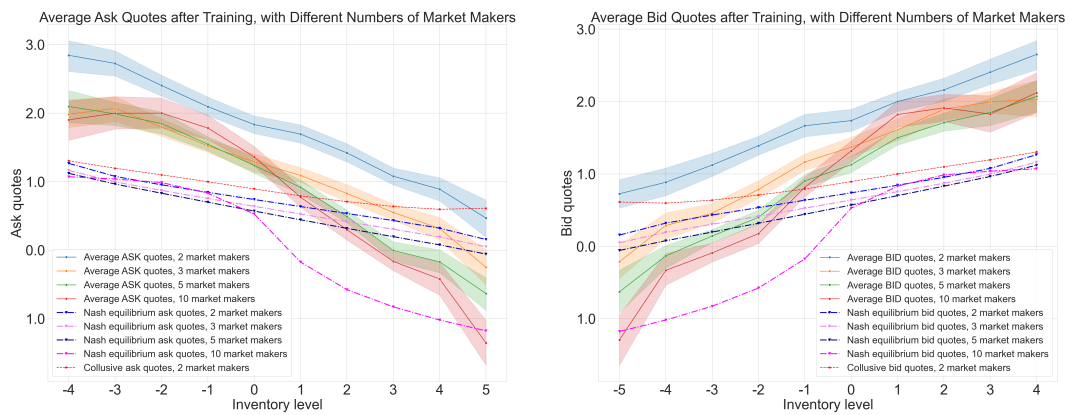 Average Ask Quotes after Training, with Different Numbers of Market Makers
3.0
2.0
1.0
0.0
1.0
Ask quotes
Average ASK quotes, 2 market makers
Average ASK quotes, 3 market makers
Average ASK quotes, 5 market makers
Average ASK quotes, 10 market makers
Nash equilibrium ask quotes, 2 market makers
Nash equilibrium ask quotes, 3 market makers
Nash equilibrium ask quotes, 5 market makers
Nash equilibrium ask quotes, 10 market makers
Collusive ask quotes, 2 market makers
-4 -3 -2 -1 0 1 2 3 4 5
Inventory level
Average Bid Quotes after Training, with Different Numbers of Market Makers
3.0
2.0
1.0
0.0
1.0
Bid quotes
Average BID quotes, 2 market makers
Average BID quotes, 3 market makers
Average BID quotes, 5 market makers
Average BID quotes, 10 market makers
Nash equilibrium bid quotes, 2 market makers
Nash equilibrium bid quotes, 3 market makers
Nash equilibrium bid quotes, 5 market makers
Nash equilibrium bid quotes, 10 market makers
Collusive bid quotes, 2 market makers
-5 -4 -3 -2 -1 0 1 2 3 4
Inventory level